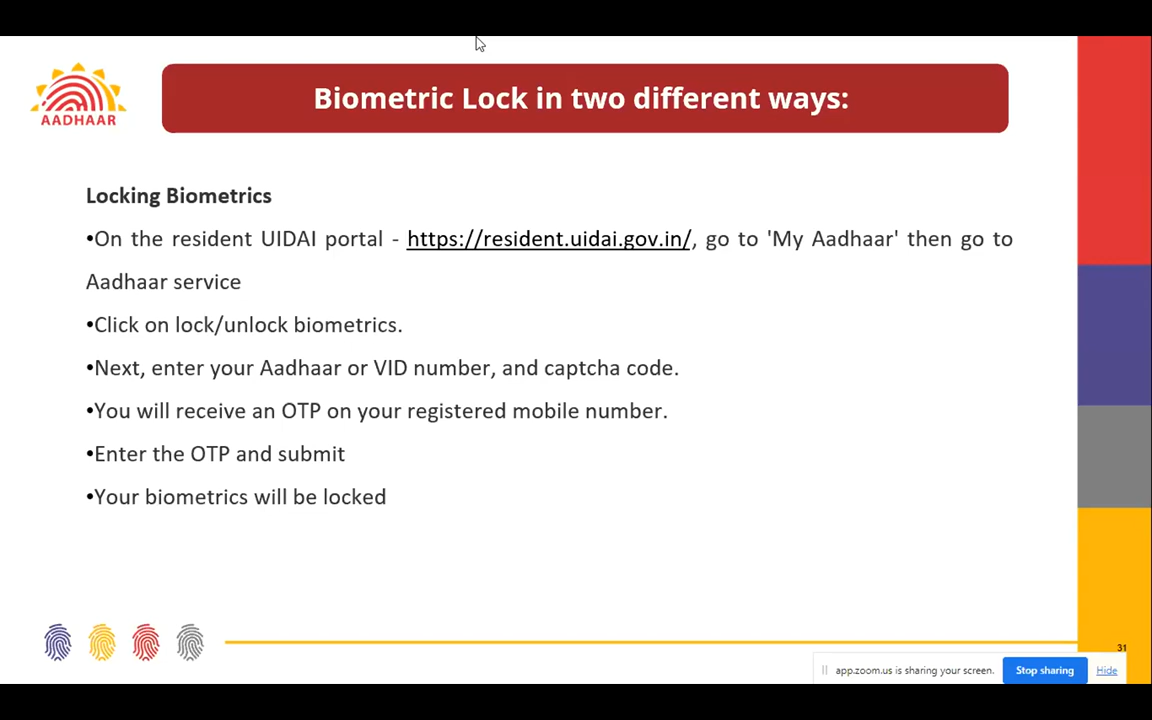 AADHAAR
Biometric Lock in two different ways:
Locking Biometrics
•On the resident UIDAI portal - https://resident.uidai.gov.in/, go to 'My Aadhaar' then go to
Aadhaar service
•Click on lock/unlock biometrics.
•Next, enter your Aadhaar or VID number, and captcha code.
•You will receive an OTP on your registered mobile number.
•Enter the OTP and submit
•Your biometrics will be locked
31
app.zoom.us is sharing your screen. Stop sharing Hide